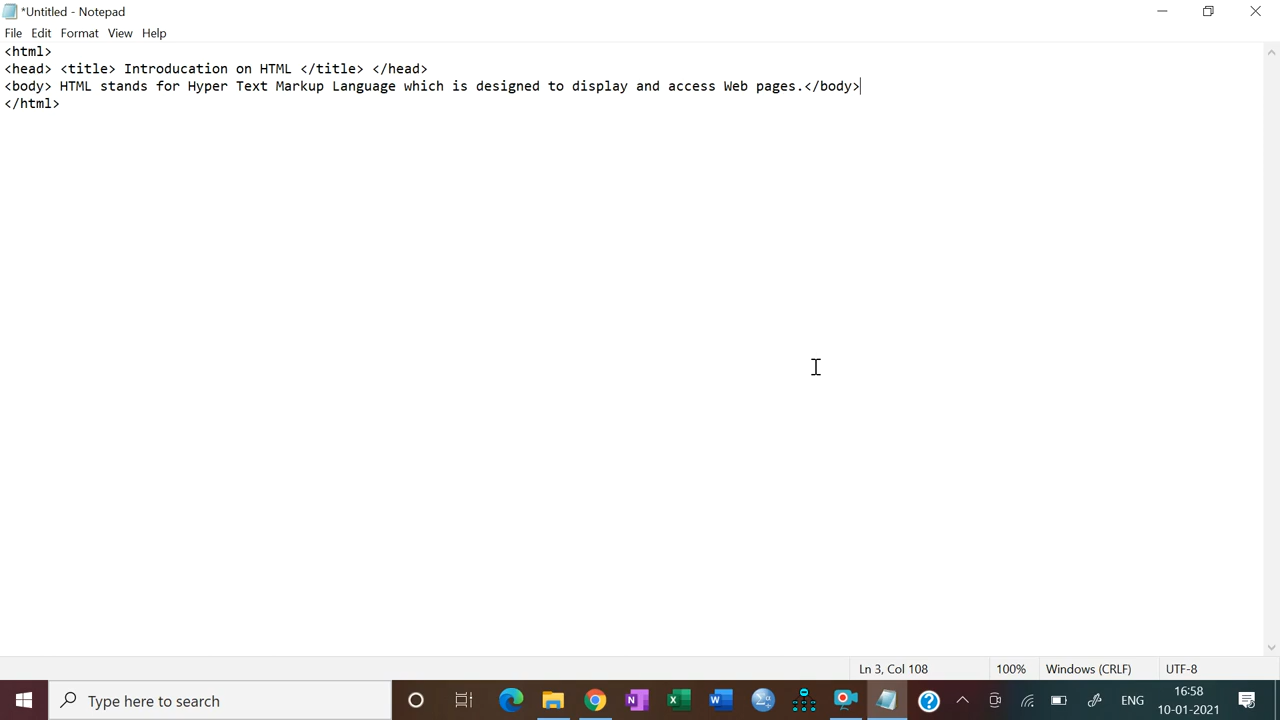 *Untitled - Notepad
File Edit Format View Help
<html>
<head> <title> Introducation on HTML </title> </head>
<body> HTML stands for Hyper Text Markup Language which is designed to display and access Web pages.</body>
</html>
Ln 3, Col 108 100% Windows (CRLF) UTF-8
Type here to search
ENG
16:58
10-01-2021